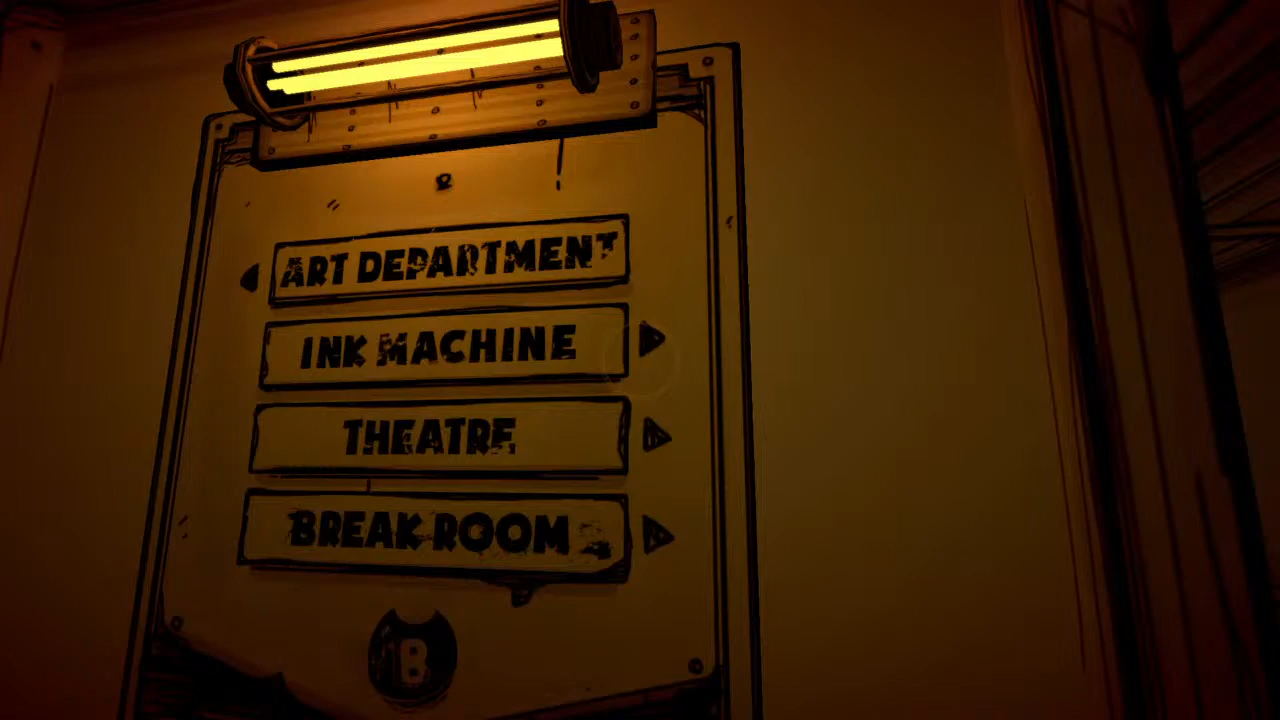 ART DEPARTMENT
INK MACHINE
THEATRE
BREAK ROOM
B